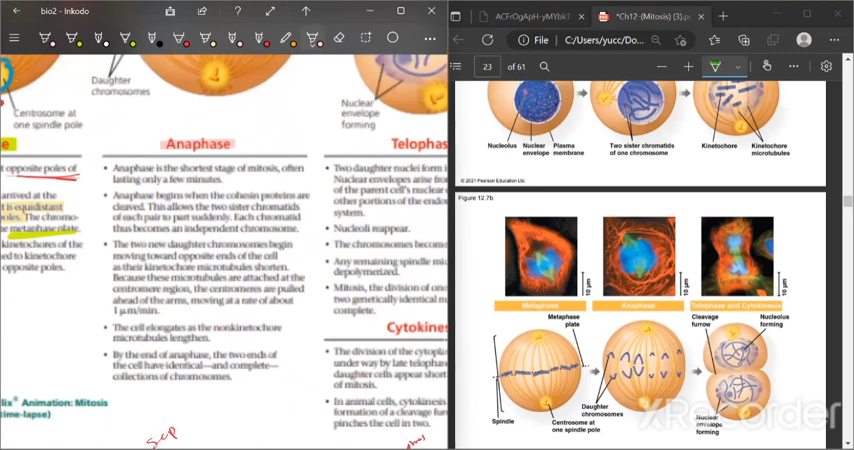 bio2 - Inkodo
Daughter
chromosomes
Centrosome at
one spindle pole
Nuclear
envelope
forming
e
Anaphase
Telophas
t opposite poles of
arrived at the
t is equidistant
poles. The chromo-
e metaphase plate.
kinetochores of the
ed to kinetochore
opposite poles.
• Anaphase is the shortest stage of mitosis, often
lasting only a few minutes.
• Anaphase begins when the cohesin proteins are
cleaved. This allows the two sister chromatids
of each pair to part suddenly. Each chromatid
thus becomes an independent chromosome.
• The two new daughter chromosomes begin
moving toward opposite ends of the cell
as their kinetochore microtubules shorten.
Because these microtubules are attached at the
centromere region, the centromeres are pulled
ahead of the arms, moving at a rate of about
1 µm/min.
• The cell elongates as the nonkinetochore
microtubules lengthen.
• By the end of anaphase, the two ends of
the cell have identical—and complete—
collections of chromosomes.
• Two daughter nuclei form i
Nuclear envelopes arise from
of the parent cell's nuclear
other portions of the endo
system.
• Nucleoli reappear.
• The chromosomes becom
• Any remaining spindle mi
depolymerized.
• Mitosis, the division of on
two genetically identical n
complete.
Cytokines
• The division of the cytopla
under way by late telopha
daughter cells appear short
of mitosis.
• In animal cells, cytokinesis
formation of a cleavage fur
pinches the cell in two.
lix® Animation: Mitosis
time-lapse)
sep
ACFrOgApH-yMYbkT
*Ch12-(Mitosis) (3).p
File
C:/Users/yucc/Do...
23 of 61
Nucleolus
Nuclear
envelope
Plasma
membrane
Two sister chromatids
of one chromosome
Kinetochore
Kinetochore
microtubules
© 2021 Pearson Education Ltd.
Figure 12.7b
10 µm
10 µm
10 µm
Metaphase
Anaphase
Telophase and Cytokinesis
Metaphase
plate
Cleavage
furrow
Nucleolus
forming
Spindle
Centrosome at
one spindle pole
Daughter
chromosomes
Nuclear
envelope
forming
XRecorder